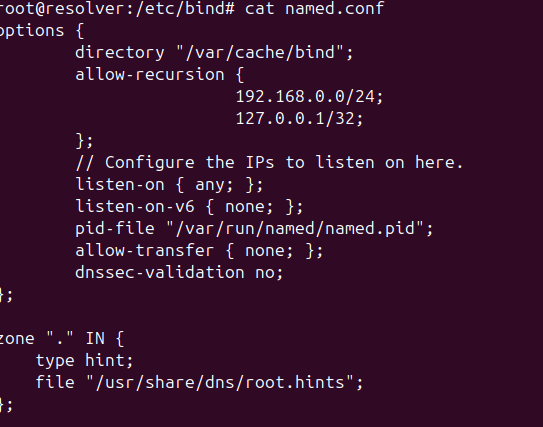 root@resolver:/etc/bind# cat named.conf
options {
        directory "/var/cache/bind";
        allow-recursion {
                        192.168.0.0/24;
                        127.0.0.1/32;
        };
        // Configure the IPs to listen on here.
        listen-on { any; };
        listen-on-v6 { none; };
        pid-file "/var/run/named/named.pid";
        allow-transfer { none; };
        dnssec-validation no;
};

zone "." IN {
    type hint;
    file "/usr/share/dns/root.hints";
};